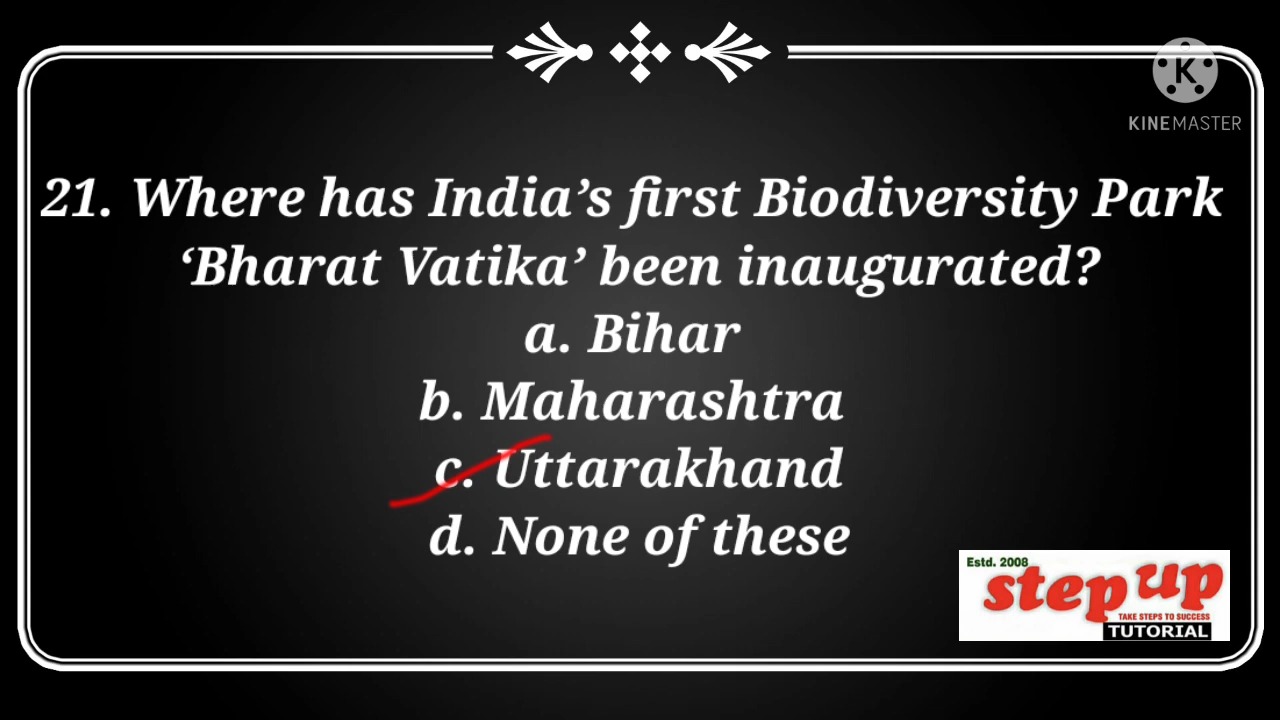 KINEMASTER
21. Where has India’s first Biodiversity Park
‘Bharat Vatika’ been inaugurated?
a. Bihar
b. Maharashtra
c. Uttarakhand
d. None of these
Estd. 2008
step up
TAKE STEPS TO SUCCESS
TUTORIAL